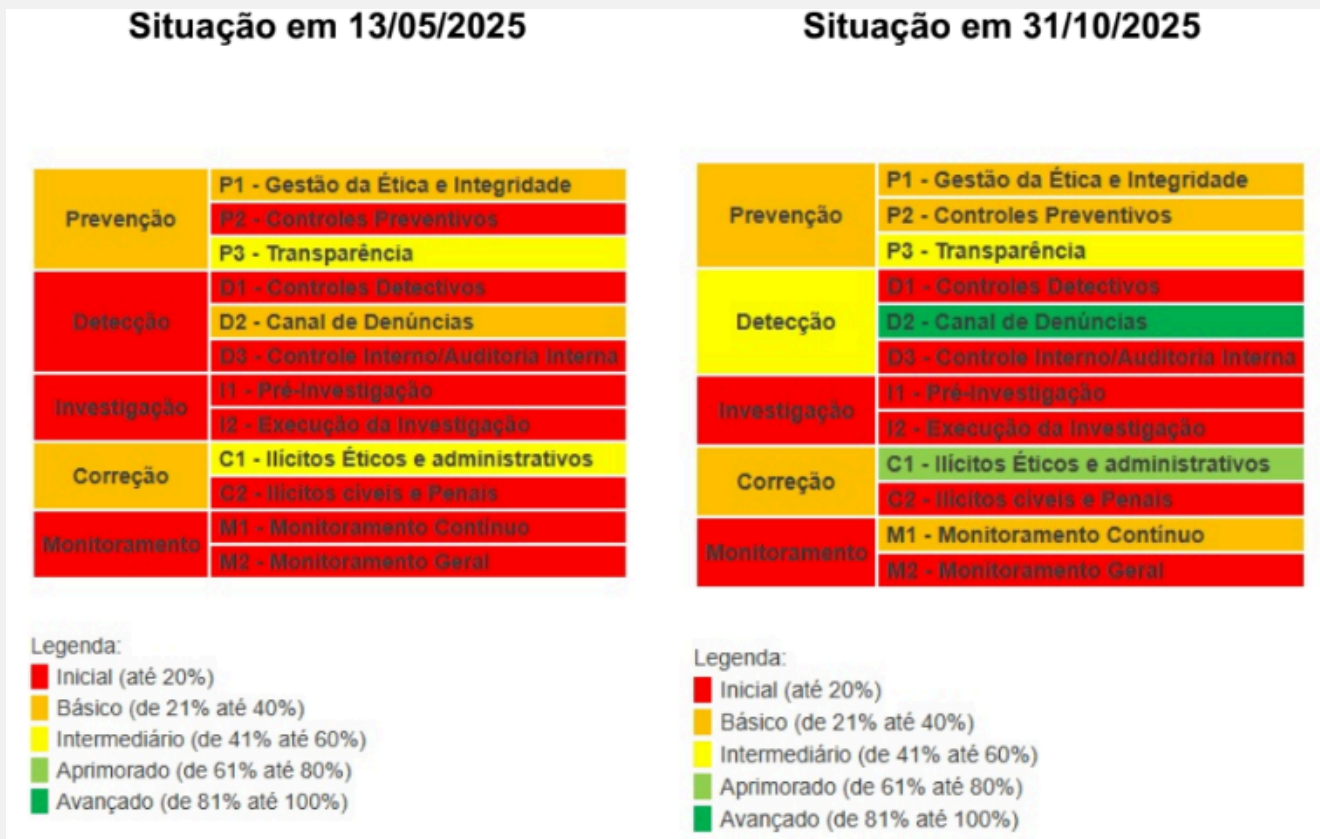 Situação em 13/05/2025
Prevenção
P1 - Gestão da Ética e Integridade
P2 - Controles Preventivos
P3 - Transparência
Detecção
D1 - Controles Detectivos
D2 - Canal de Denúncias
D3 - Controle Interno/Auditoria Interna
Investigação
I1 - Pré-Investigação
I2 - Execução da Investigação
Correção
C1 - Ilícitos Éticos e administrativos
C2 - Ilícitos cíveis e Penais
Monitoramento
M1 - Monitoramento Contínuo
M2 - Monitoramento Geral
Legenda:
Inicial (até 20%)
Básico (de 21% até 40%)
Intermediário (de 41% até 60%)
Aprimorado (de 61% até 80%)
Avançado (de 81% até 100%)
Situação em 31/10/2025
Prevenção
P1 - Gestão da Ética e Integridade
P2 - Controles Preventivos
P3 - Transparência
Detecção
D1 - Controles Detectivos
D2 - Canal de Denúncias
D3 - Controle Interno/Auditoria Interna
Investigação
I1 - Pré-Investigação
I2 - Execução da Investigação
Correção
C1 - Ilícitos Éticos e administrativos
C2 - Ilícitos cíveis e Penais
Monitoramento
M1 - Monitoramento Contínuo
M2 - Monitoramento Geral
Legenda:
Inicial (até 20%)
Básico (de 21% até 40%)
Intermediário (de 41% até 60%)
Aprimorado (de 61% até 80%)
Avançado (de 81% até 100%)